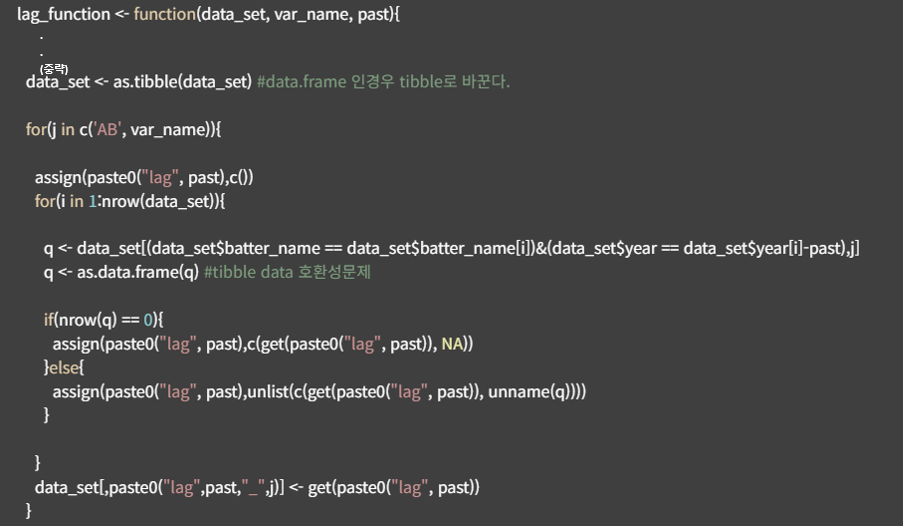 lag_function <- function(data_set, var_name, past){
.
.
(중략)
data_set <- as.tibble(data_set) #data.frame 인경우 tibble로 바꾼다.
for(j in c('AB', var_name)){
assign(paste0("lag", past),c())
for(i in 1:nrow(data_set)){
q <- data_set[(data_set$batter_name == data_set$batter_name[i])&(data_set$year == data_set$year[i]-past),j]
q <- as.data.frame(q) #tibble data 호환성문제
if(nrow(q) == 0){
assign(paste0("lag", past),c(get(paste0("lag", past)), NA))
}else{
assign(paste0("lag", past),unlist(c(get(paste0("lag", past)), unname(q))))
}
}
data_set[,paste0("lag",past,"_",j)] <- get(paste0("lag", past))
}